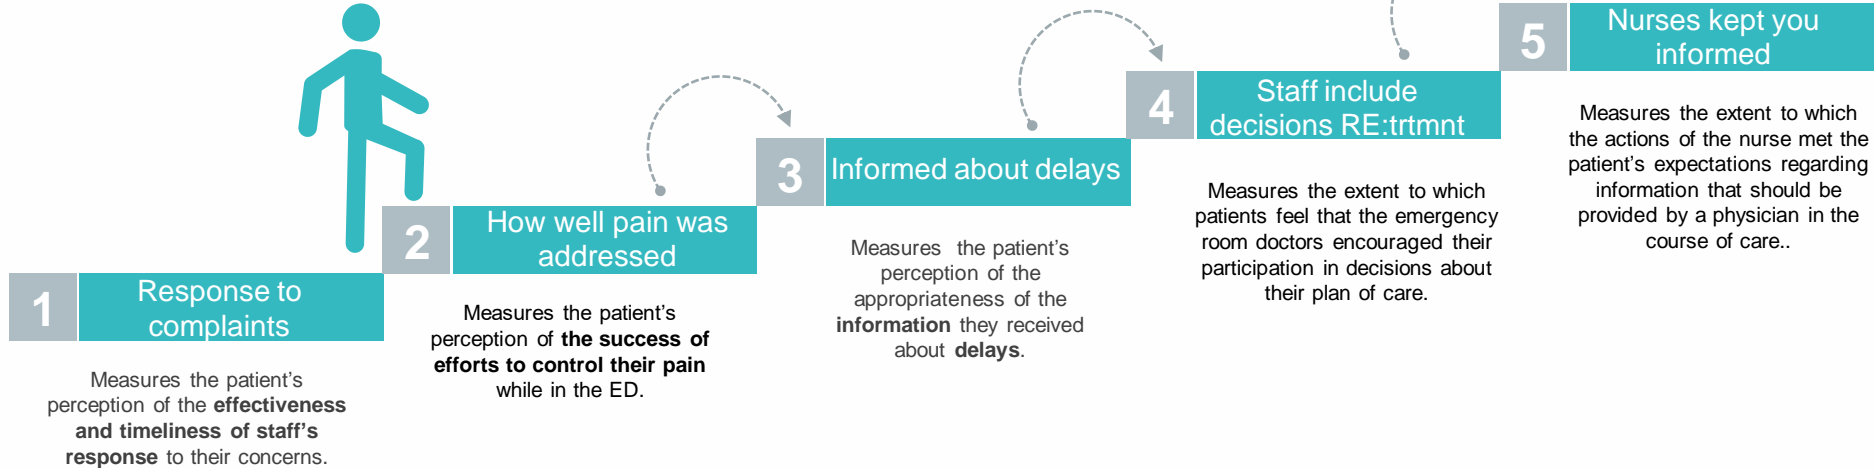 1
Response to
complaints
Measures the patient's
perception of the effectiveness
and timeliness of staff's
response to their concerns.
2
How well pain was
addressed
Measures the patient's
perception of the success of
efforts to control their pain
while in the ED.
3
Informed about delays
Measures the patient's
perception of the
appropriateness of the
information they received
about delays.
4
Staff include
decisions RE:trtmnt
Measures the extent to which
patients feel that the emergency
room doctors encouraged their
participation in decisions about
their plan of care.
5
Nurses kept you
informed
Measures the extent to which
the actions of the nurse met the
patient's expectations regarding
information that should be
provided by a physician in the
course of care..